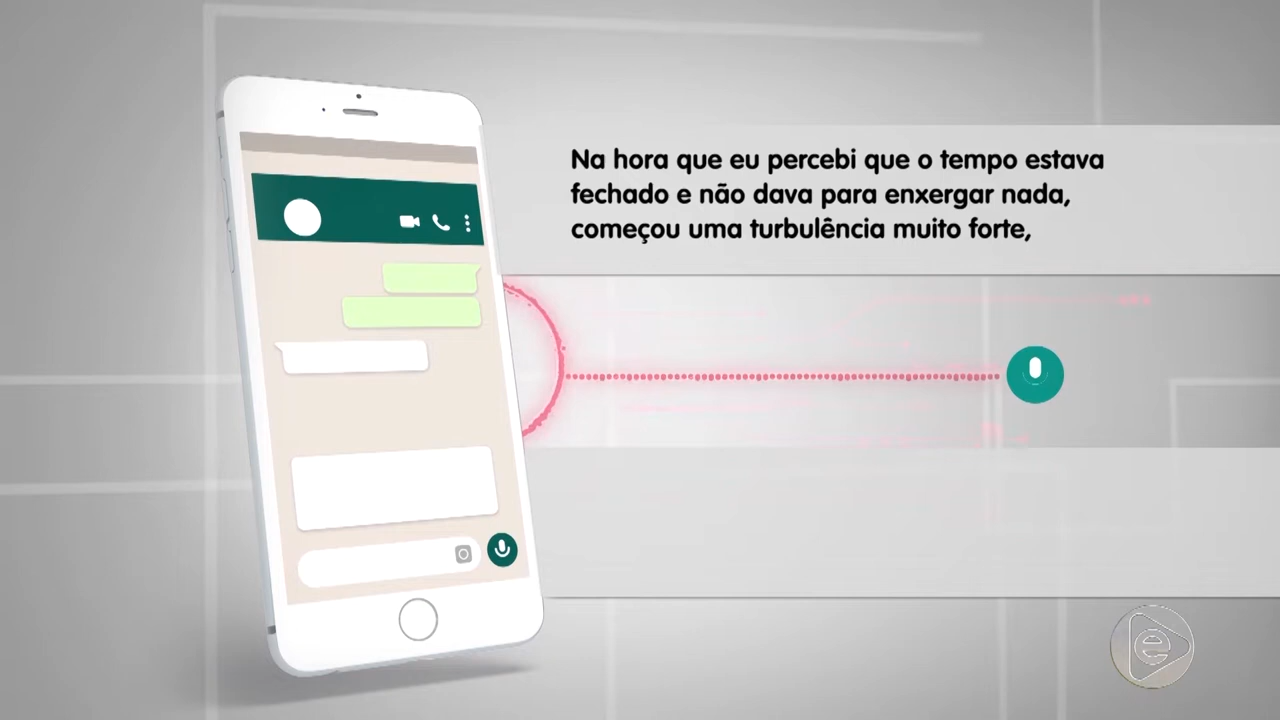 Na hora que eu percebi que o tempo estava
fechado e não dava para enxergar nada,
começou uma turbulência muito forte,
e